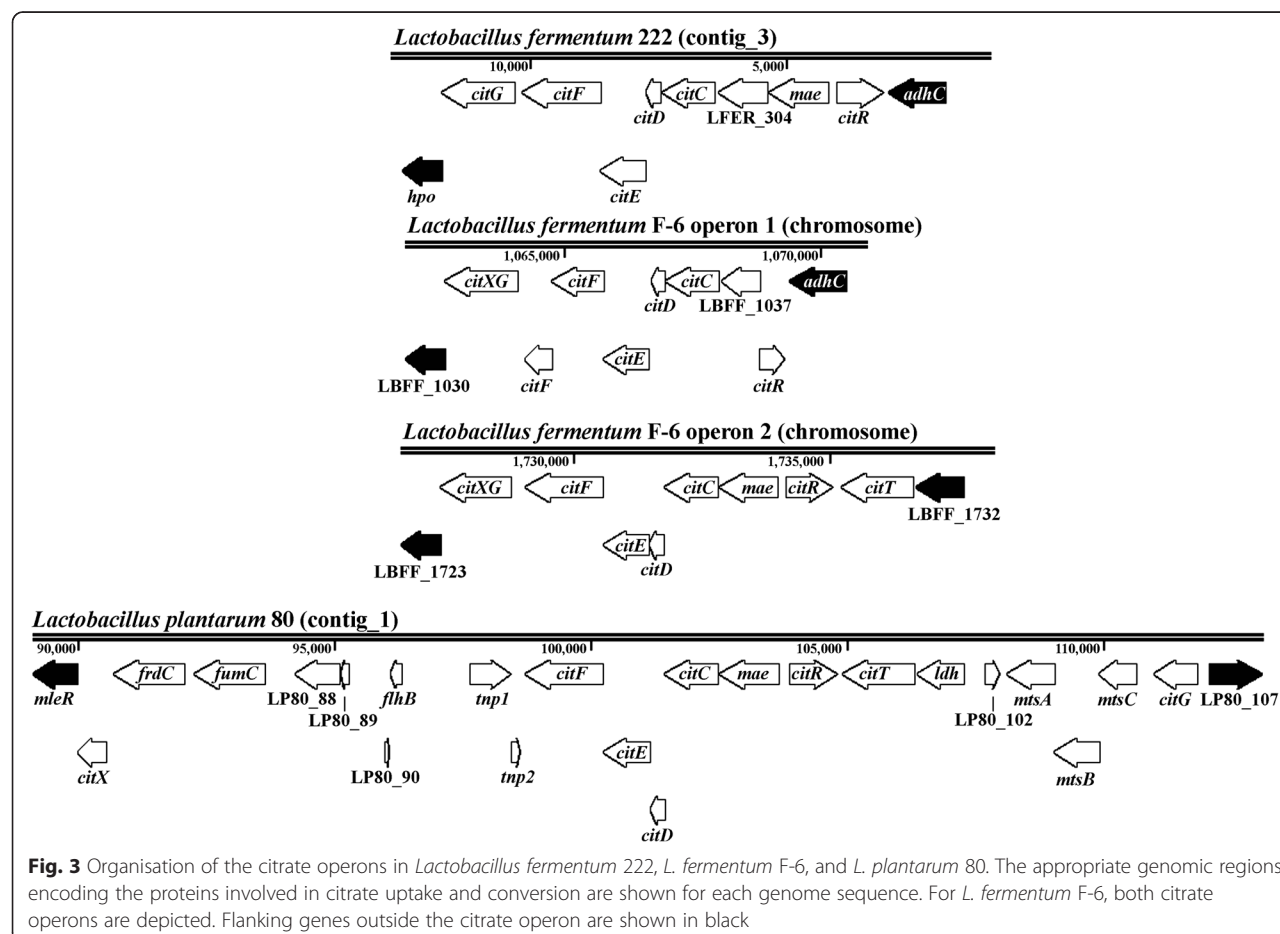 Lactobacillus fermentum 222 (contig_3)
10,000 5,000
citG citF citD citC LFER_304 mae citR adhC
hpo citE
Lactobacillus fermentum F-6 operon 1 (chromosome)
1,065,000 1,070,000
citXG citF citD citC LBFF_1037 adhC
LBFF_1030 citF citE citR
Lactobacillus fermentum F-6 operon 2 (chromosome)
1,730,000 1,735,000
citXG citF citC mae citR citT LBFF_1732
LBFF_1723 citE citD
Lactobacillus plantarum 80 (contig_1)
90,000 95,000 100,000 105,000 110,000
mleR frdC fumC LP80_88 LP80_89 flhB tnp1 citF citC mae citR citT ldh LP80_102 mtsA mtsC citG LP80_107
citX LP80_90 tnp2 citE mtsB
citD
Fig. 3 Organisation of the citrate operons in Lactobacillus fermentum 222, L. fermentum F-6, and L. plantarum 80. The appropriate genomic regions
encoding the proteins involved in citrate uptake and conversion are shown for each genome sequence. For L. fermentum F-6, both citrate
operons are depicted. Flanking genes outside the citrate operon are shown in black